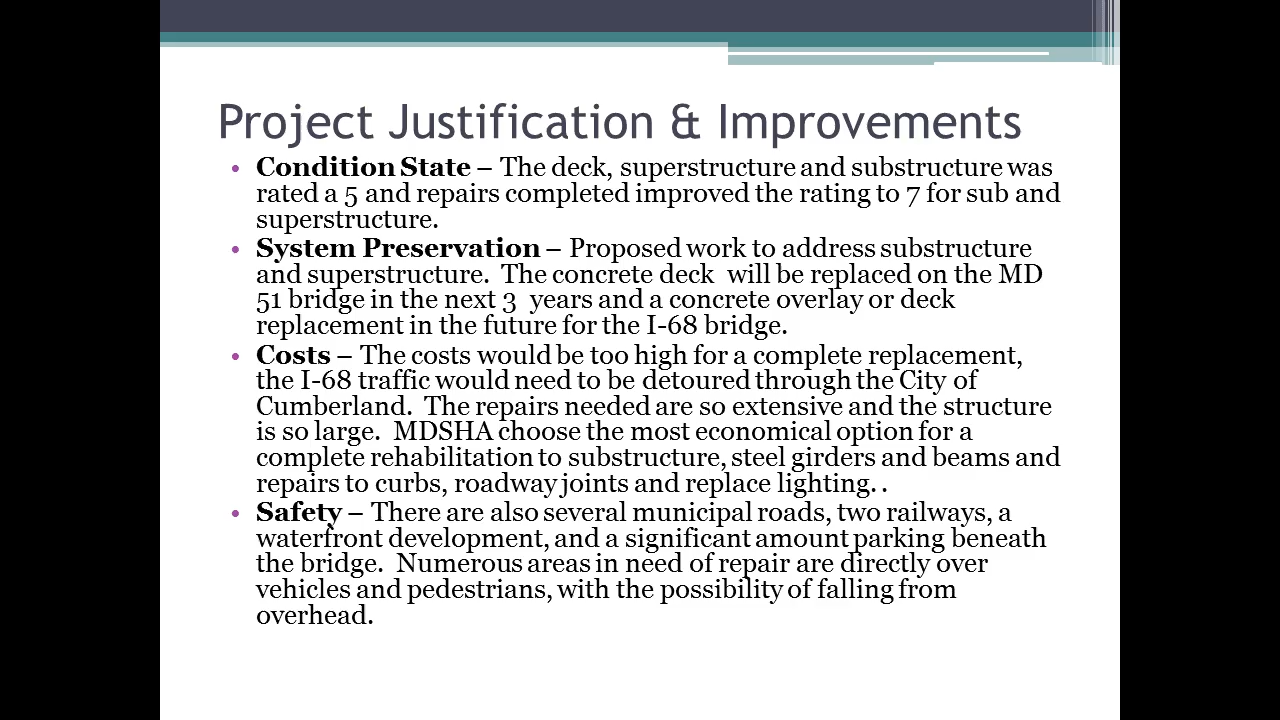 Project Justification & Improvements
• Condition State – The deck, superstructure and substructure was
rated a 5 and repairs completed improved the rating to 7 for sub and
superstructure.
• System Preservation – Proposed work to address substructure
and superstructure.  The concrete deck  will be replaced on the MD
51 bridge in the next 3  years and a concrete overlay or deck
replacement in the future for the I-68 bridge.
• Costs – The costs would be too high for a complete replacement,
the I-68 traffic would need to be detoured through the City of
Cumberland.  The repairs needed are so extensive and the structure
is so large.  MDSHA choose the most economical option for a
complete rehabilitation to substructure, steel girders and beams and
repairs to curbs, roadway joints and replace lighting. .
• Safety – There are also several municipal roads, two railways, a
waterfront development, and a significant amount parking beneath
the bridge.  Numerous areas in need of repair are directly over
vehicles and pedestrians, with the possibility of falling from
overhead.